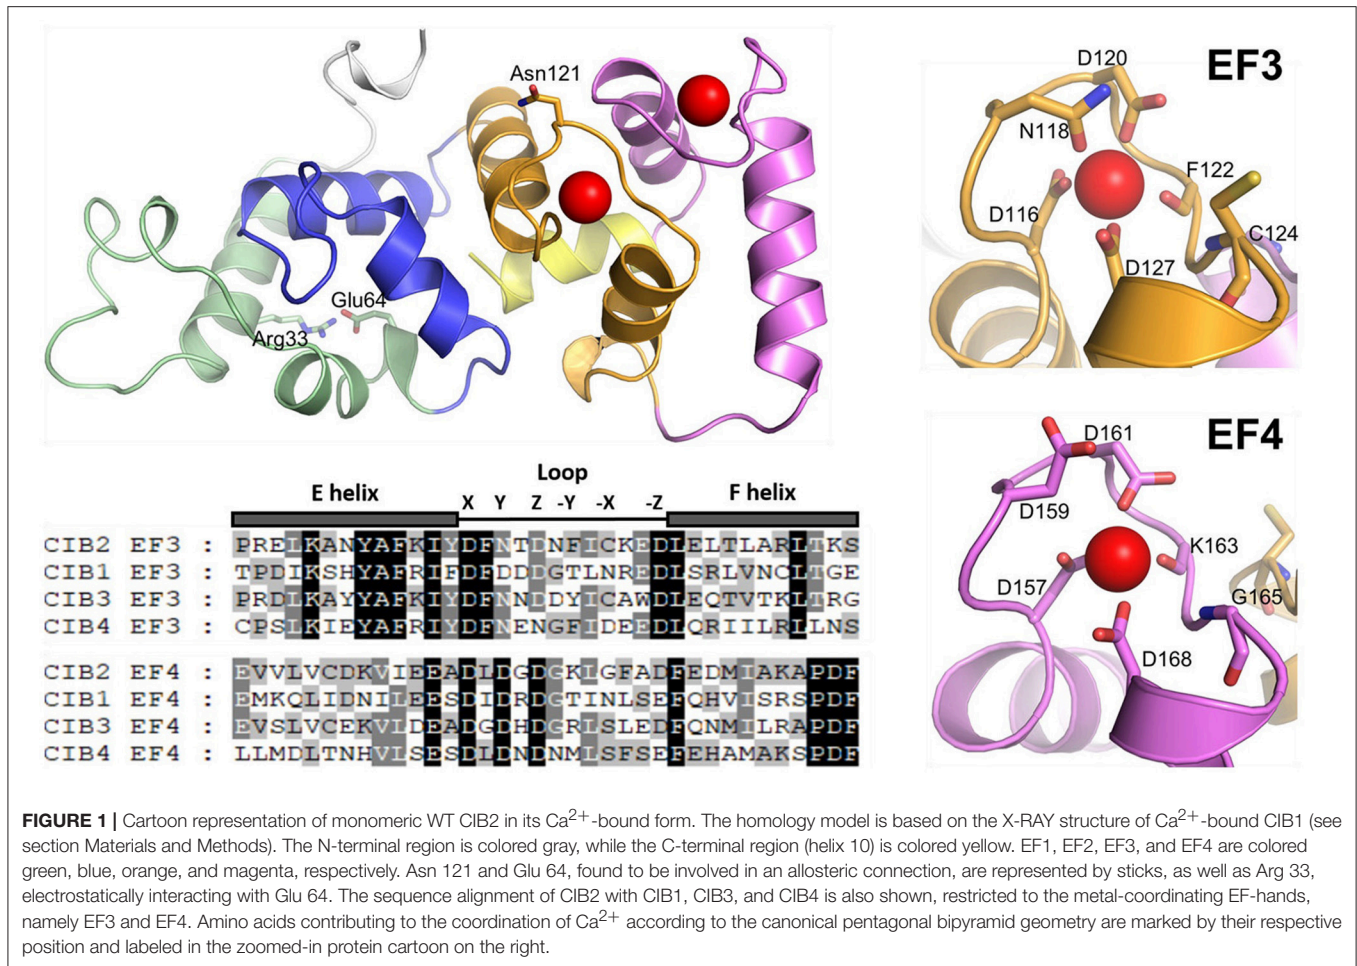 Asn121
Glu64
Arg33
EF3
D120
N118
F122
D116
C124
D127
EF4
D161
D159
K163
D157
G165
D168
Loop
E helix
X Y Z -Y -X -Z
F helix
CIB2 EF3 : PRELKANYAFKIYDFNTDNFICKEDLELTLARLTKS
CIB1 EF3 : TPDIKSHYAFRIFDFDDDGTLNREDLSRLVNCLTGE
CIB3 EF3 : PRDLKAYYAFKIYDFNNDDYICAWDLEQTVTKLTRG
CIB4 EF3 : CPSLKIEYAFRIYDFNENGFIDEEDLQRIILRLLNS
CIB2 EF4 : EVVLVCDKVIEEADLDGDGKLGFADFEDMIAKAPDF
CIB1 EF4 : EMKQLIDNILEESDIDRDGTINLSEFQHVISRSPDF
CIB3 EF4 : EVSLVCEKVLDEADGDHDGRLSLEDFQNMILRAPDF
CIB4 EF4 : LLMDLTNHVLSESDLDNDNMLSFSEFEHAMAKSPDF
FIGURE 1 | Cartoon representation of monomeric WT CIB2 in its Ca2+-bound form. The homology model is based on the X-RAY structure of Ca2+-bound CIB1 (see
section Materials and Methods). The N-terminal region is colored gray, while the C-terminal region (helix 10) is colored yellow. EF1, EF2, EF3, and EF4 are colored
green, blue, orange, and magenta, respectively. Asn 121 and Glu 64, found to be involved in an allosteric connection, are represented by sticks, as well as Arg 33,
electrostatically interacting with Glu 64. The sequence alignment of CIB2 with CIB1, CIB3, and CIB4 is also shown, restricted to the metal-coordinating EF-hands,
namely EF3 and EF4. Amino acids contributing to the coordination of Ca2+ according to the canonical pentagonal bipyramid geometry are marked by their respective
position and labeled in the zoomed-in protein cartoon on the right.